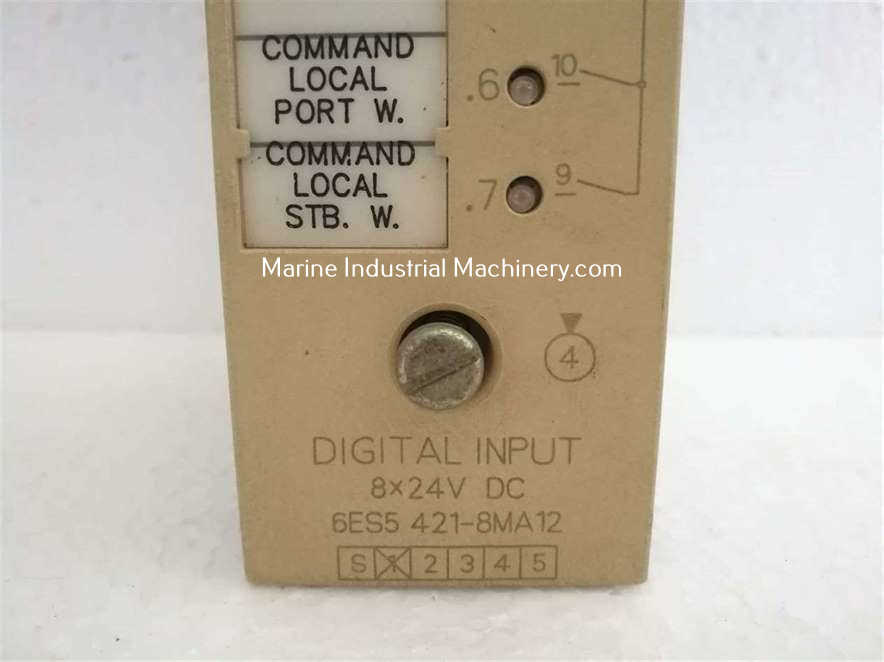 COMMAND
LOCAL
PORT W.
.6 10
COMMAND
LOCAL
STB. W.
.7 9
Marine Industrial Machinery.com
4
DIGITAL INPUT
8×24V DC
6ES5 421-8MA12
S 1 2 3 4 5